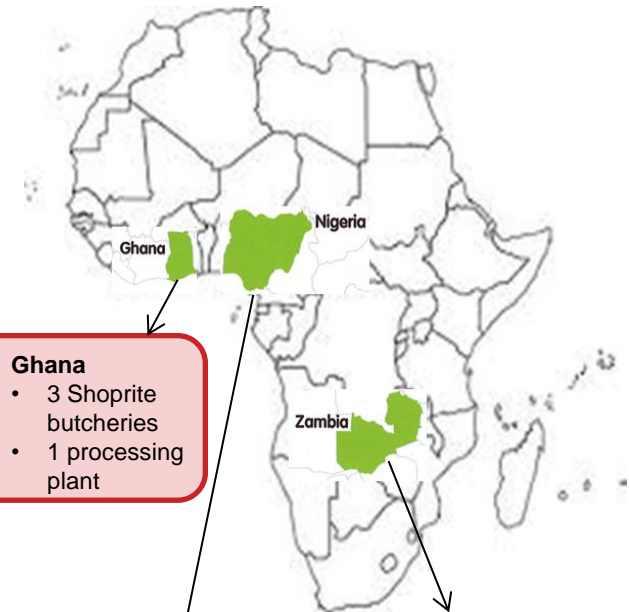 Nigeria
Ghana
Ghana
• 3 Shoprite
butcheries
• 1 processing
plant
Zambia